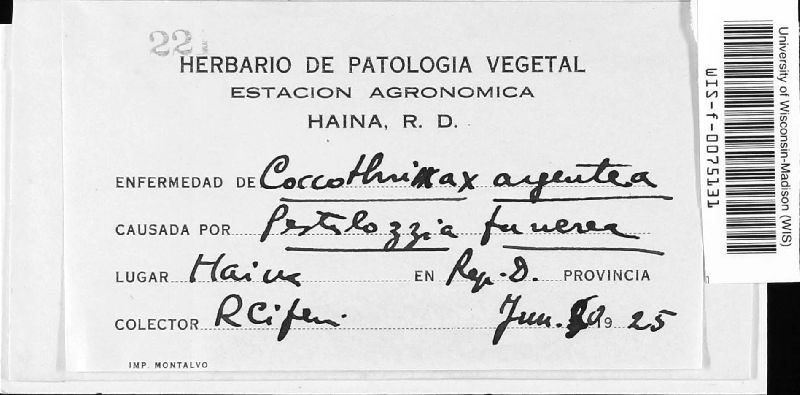 22
HERBARIO DE PATOLOGIA VEGETAL
ESTACION AGRONOMICA
HAINA, R. D.
ENFERMEDAD DE Coccothrinax argentea
CAUSADA POR Pestalozzia funerea
LUGAR Haina EN Rep. D. PROVINCIA
COLECTOR R Ciferri Jun. 1925
IMP. MONTALVO
University of Wisconsin-Madison (WIS)
WIS-f-0075131